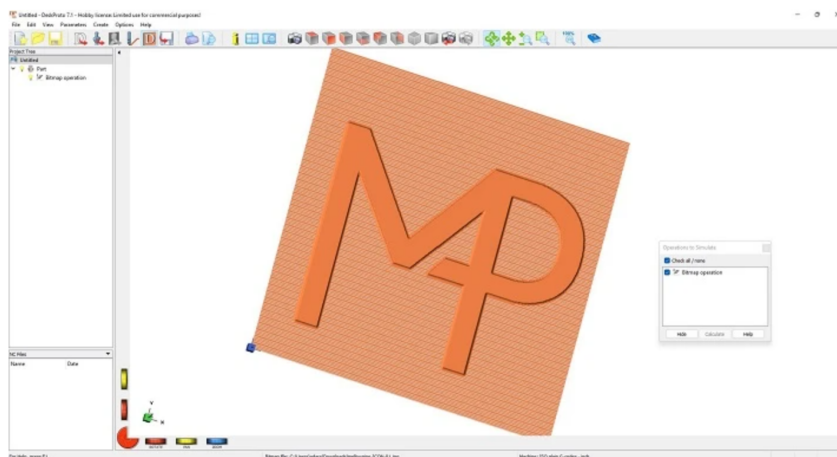 Untitled - DeskProto 7.1 - Hobby license: Limited use for commercial purposes!
File Edit View Parameters Create Options Help
Project Tree
Untitled
Part
Bitmap operation
MP
Operations to Simulate
Check all / none
Bitmap operation
Hide Calculate Help
NC Files
Name Date
Y
X